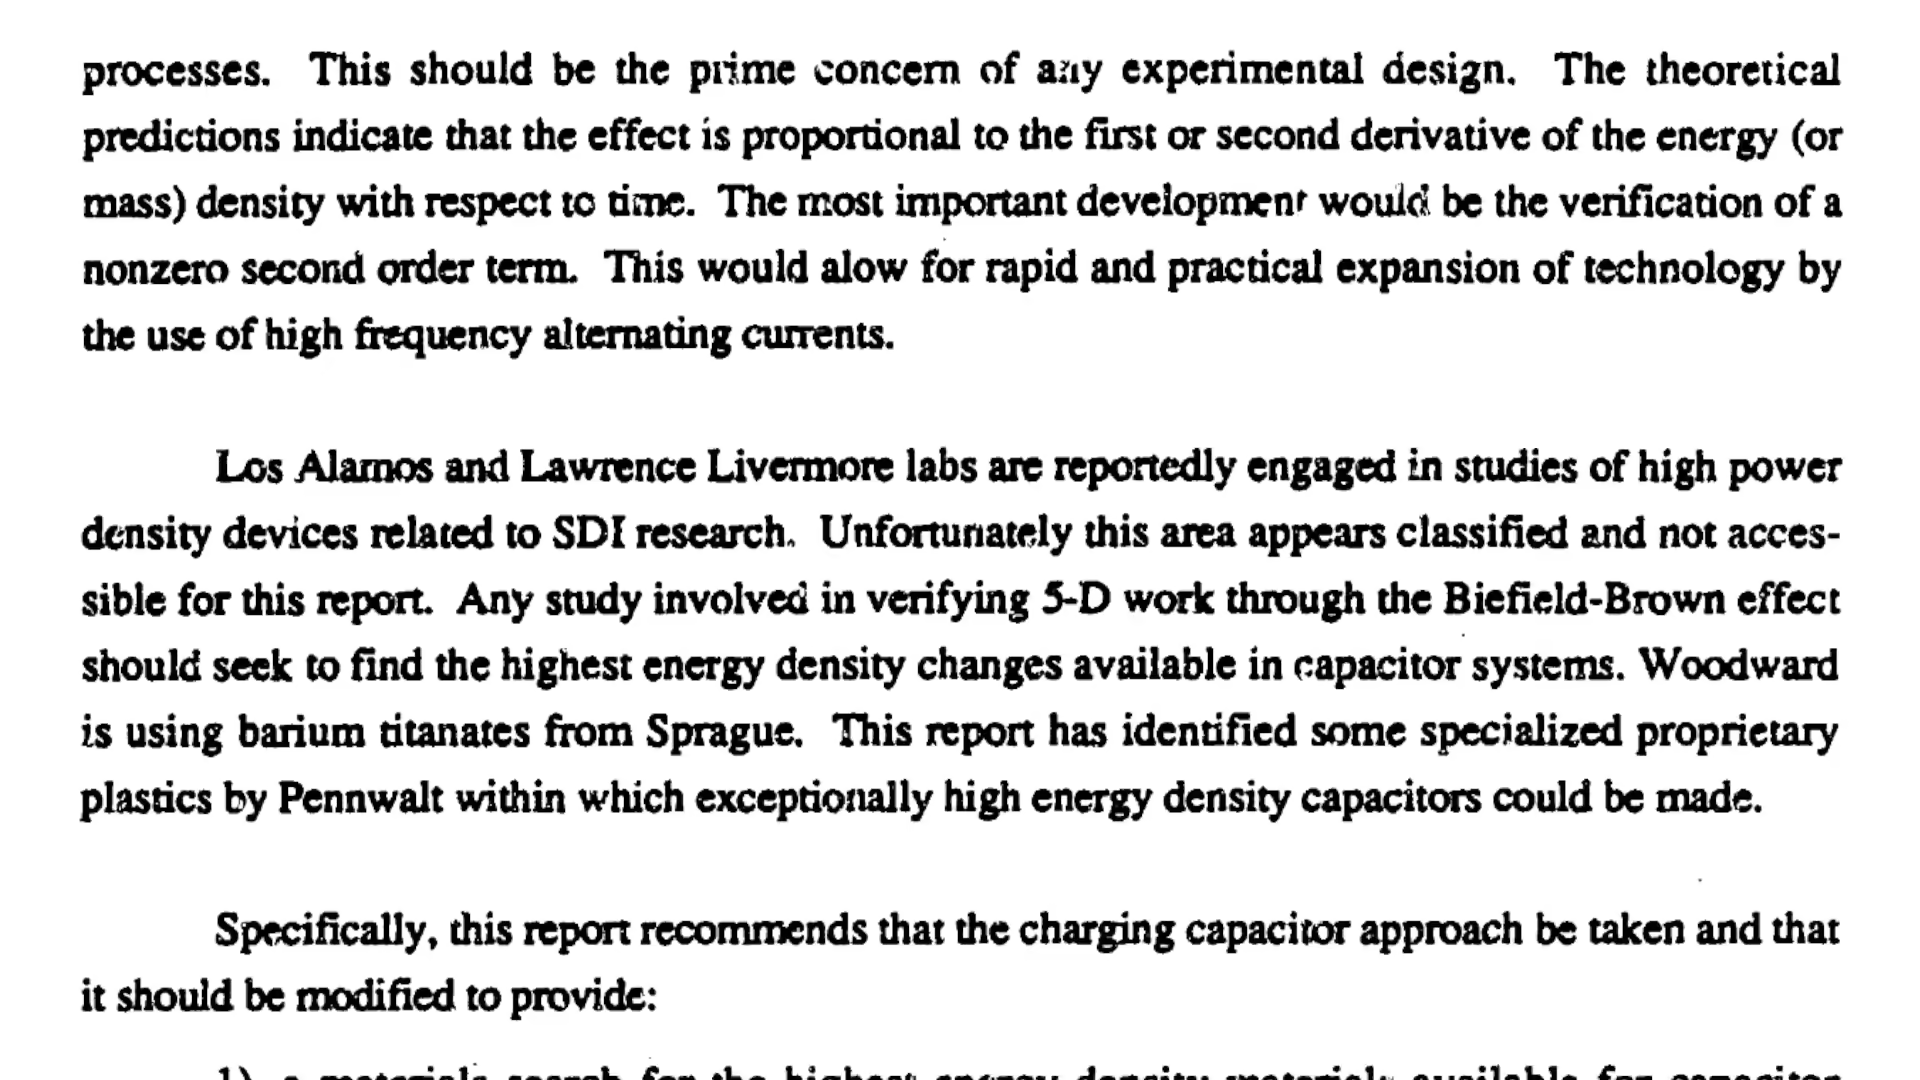 processes. This should be the prime concern of any experimental design. The theoretical
predictions indicate that the effect is proportional to the first or second derivative of the energy (or
mass) density with respect to time. The most important development would be the verification of a
nonzero second order term. This would alow for rapid and practical expansion of technology by
the use of high frequency alternating currents.
Los Alamos and Lawrence Livermore labs are reportedly engaged in studies of high power
density devices related to SDI research. Unfortunately this area appears classified and not acces-
sible for this report. Any study involved in verifying 5-D work through the Biefield-Brown effect
should seek to find the highest energy density changes available in capacitor systems. Woodward
is using barium titanates from Sprague. This report has identified some specialized proprietary
plastics by Pennwalt within which exceptionally high energy density capacitors could be made.
Specifically, this report recommends that the charging capacitor approach be taken and that
it should be modified to provide:
1) a materials search for the highest energy density materials available for capacitor